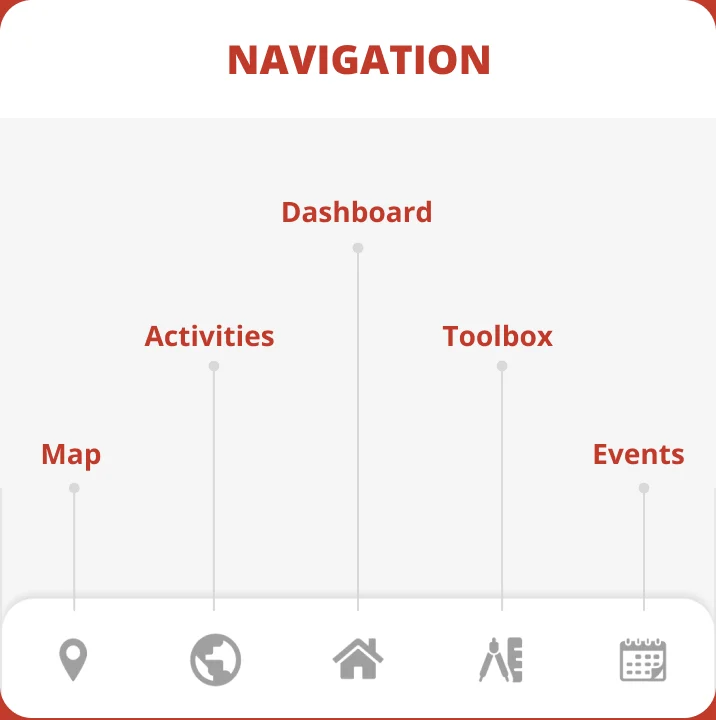 NAVIGATION
Dashboard
Activities
Toolbox
Map
Events